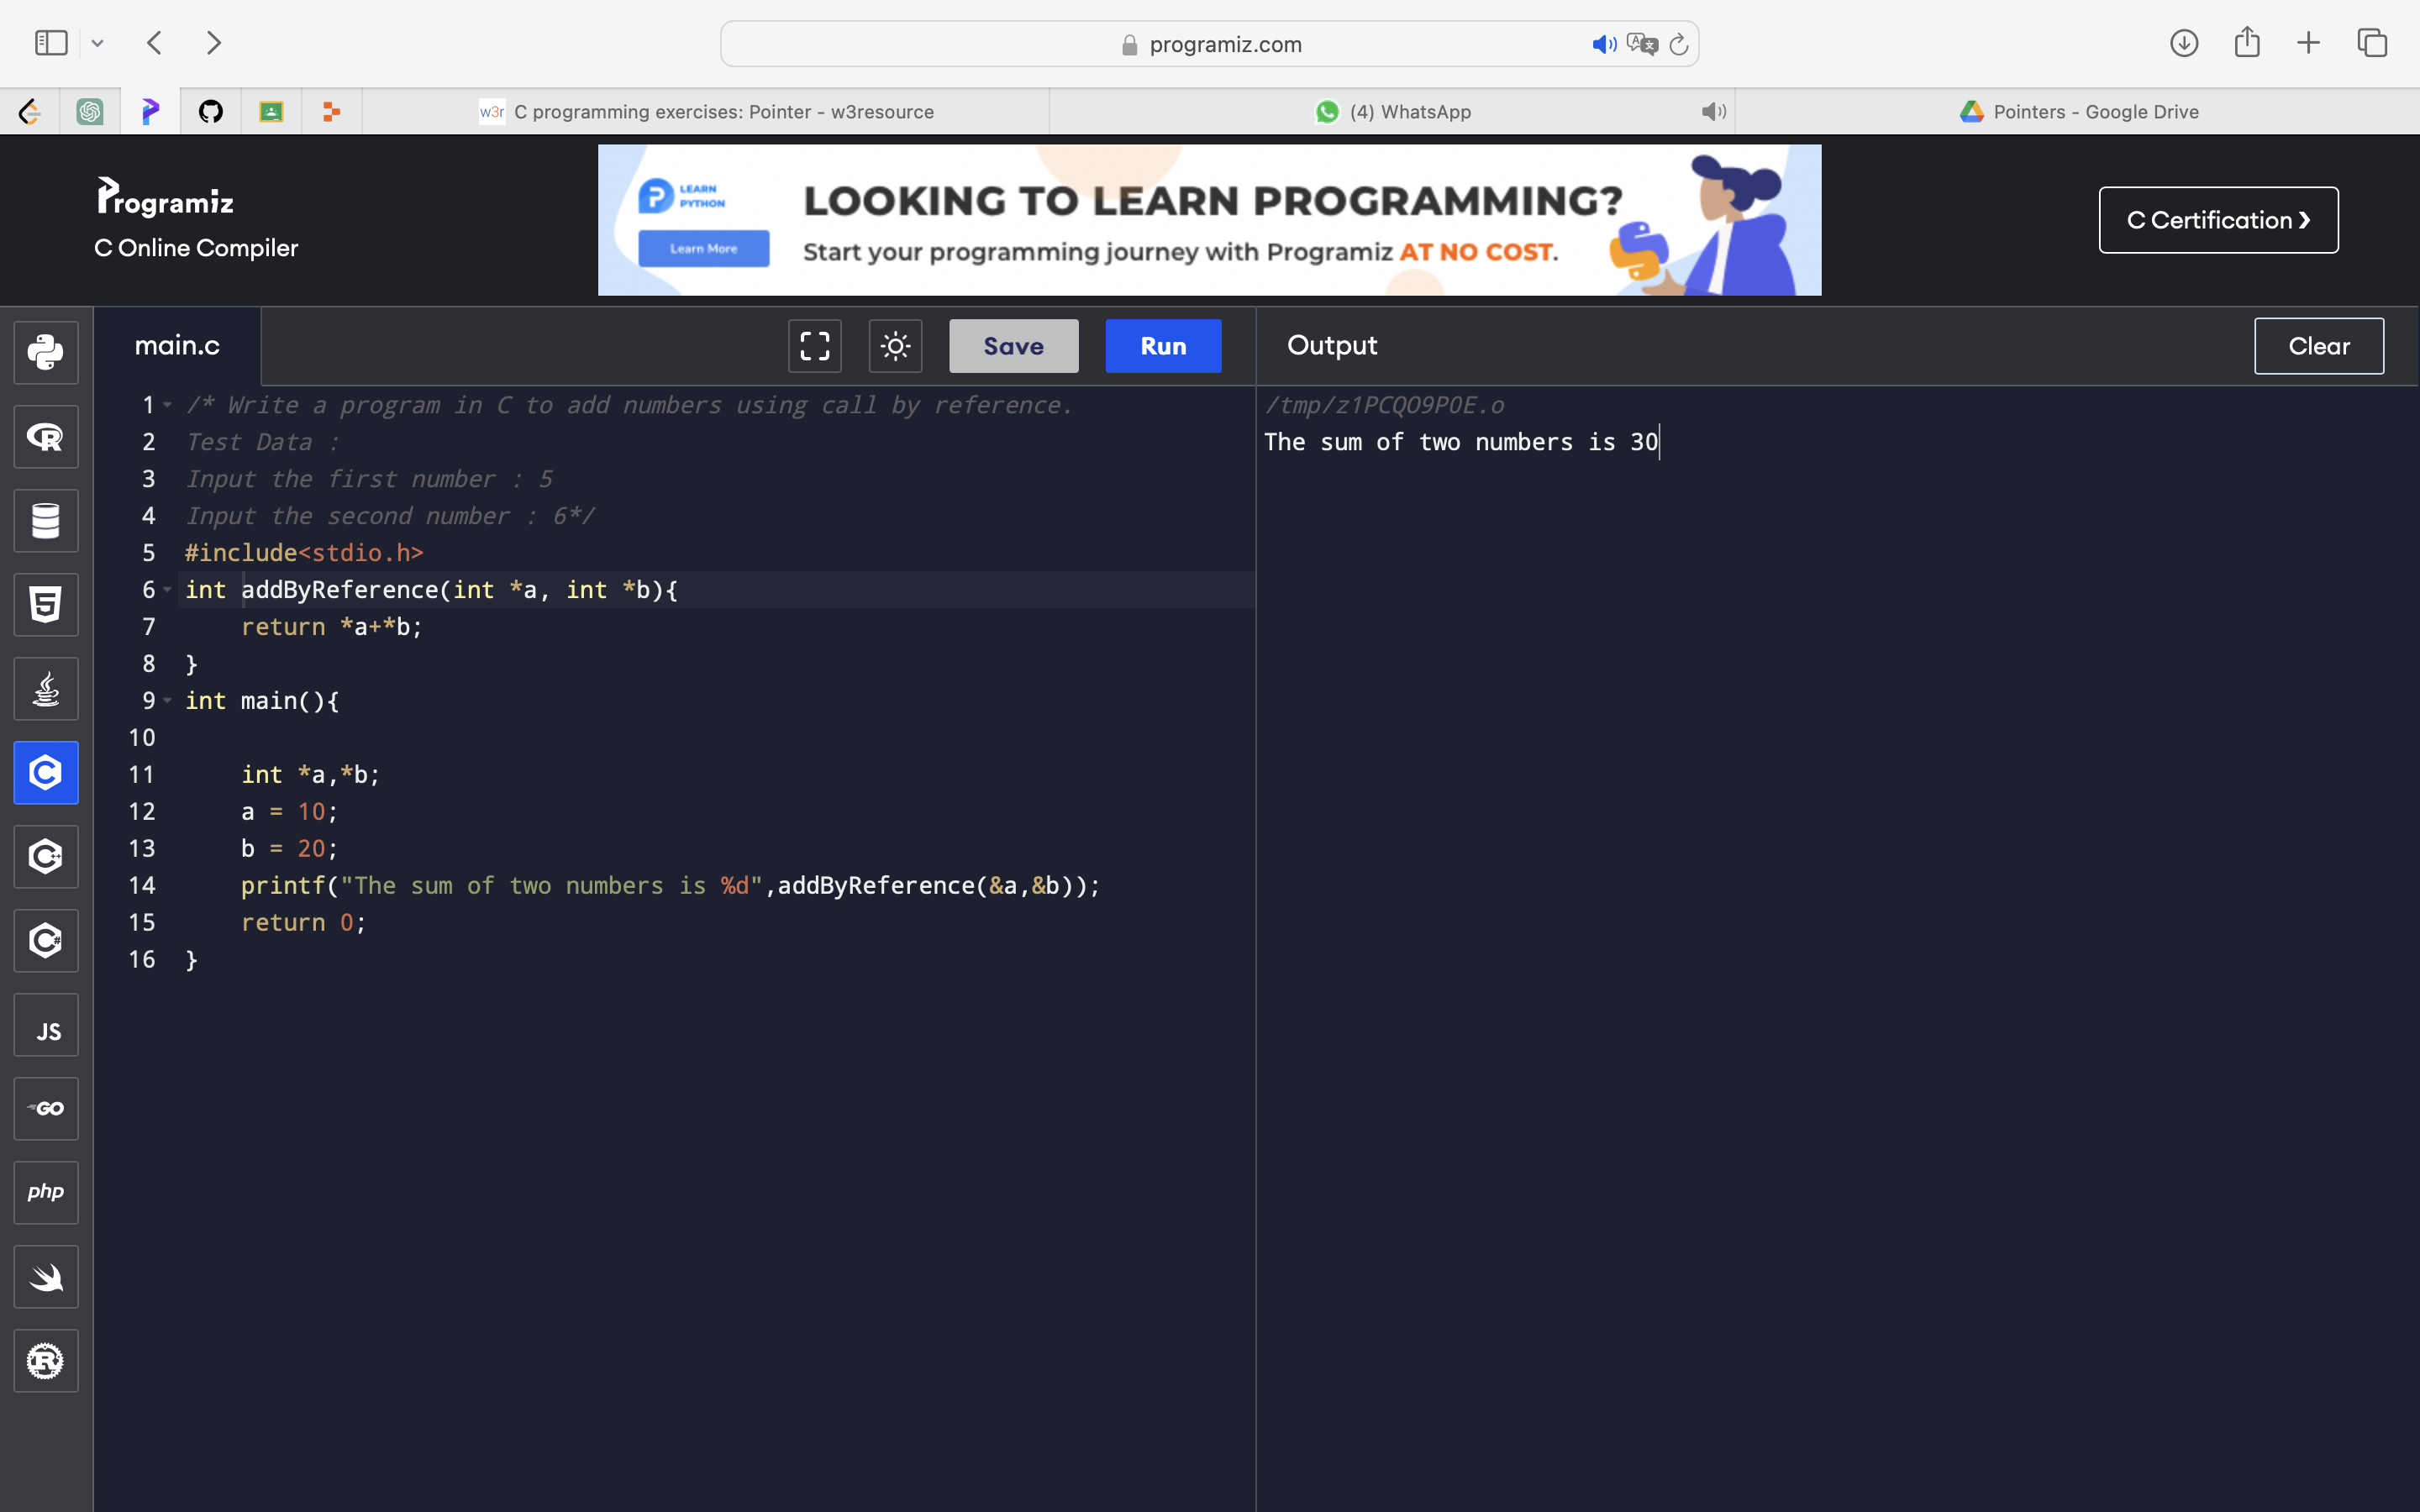 programiz.com
w3r C programming exercises: Pointer - w3resource
(4) WhatsApp
Pointers - Google Drive
Programiz
C Online Compiler
LEARN
PYTHON
Learn More
LOOKING TO LEARN PROGRAMMING?
Start your programming journey with Programiz AT NO COST.
C Certification ❯
main.c
Save
Run
Output
Clear
1 /* Write a program in C to add numbers using call by reference.
2 Test Data :
3 Input the first number : 5
4 Input the second number : 6*/
5 #include<stdio.h>
6 int addByReference(int *a, int *b){
7     return *a+*b;
8 }
9 int main(){
10
11     int *a,*b;
12     a = 10;
13     b = 20;
14     printf("The sum of two numbers is %d",addByReference(&a,&b));
15     return 0;
16 }
/tmp/z1PCQO9P0E.o
The sum of two numbers is 30
JS
GO
php